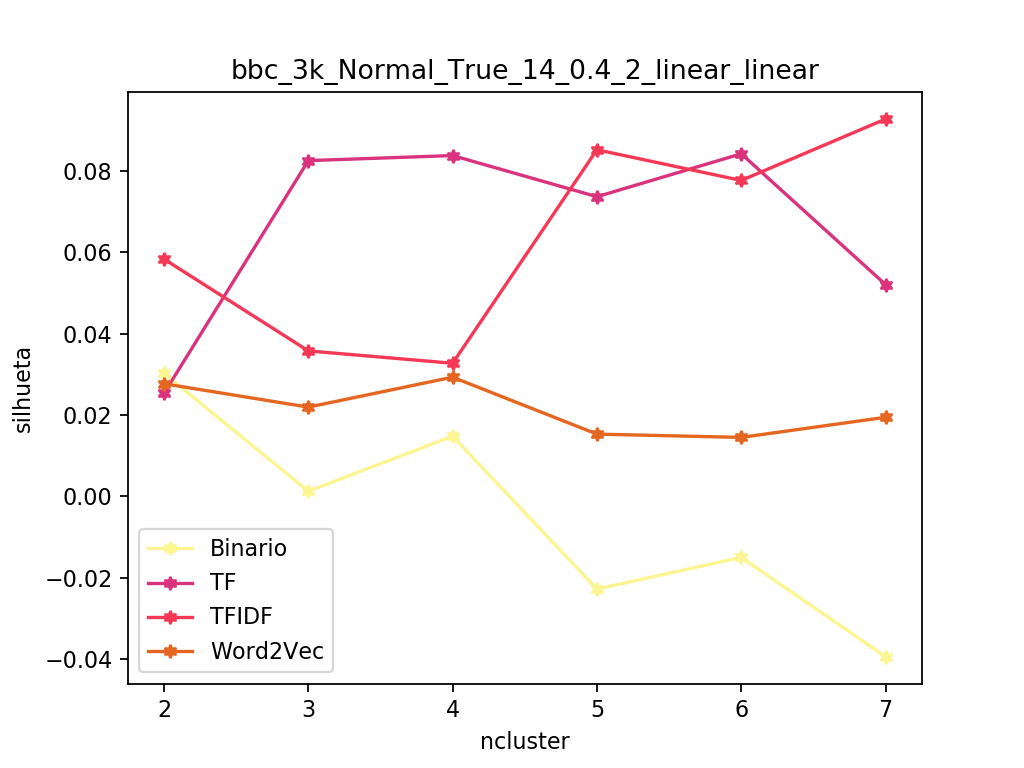 bbc_3k_Normal_True_14_0.4_2_linear_linear
silhueta
0.08
0.06
0.04
0.02
0.00
−0.02
−0.04
Binario
TF
TFIDF
Word2Vec
2 3 4 5 6 7
ncluster